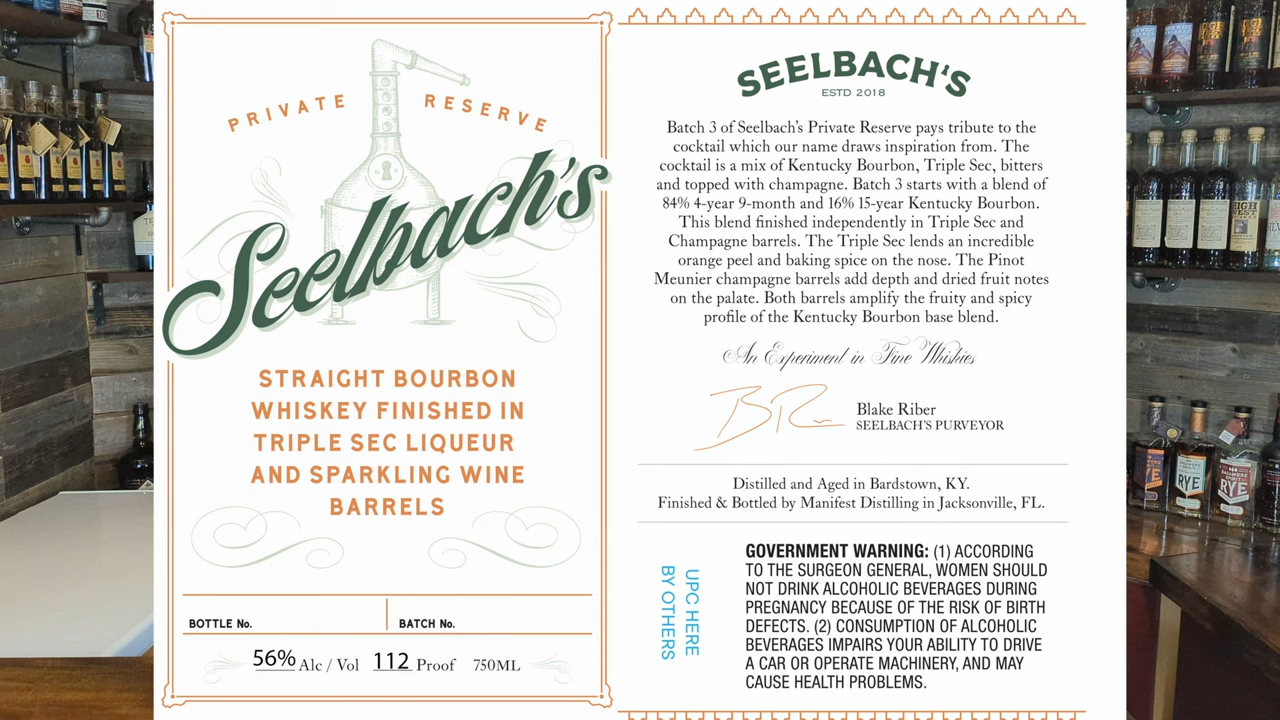 PRIVATE RESERVE
Seelbach's
STRAIGHT BOURBON
WHISKEY FINISHED IN
TRIPLE SEC LIQUEUR
AND SPARKLING WINE
BARRELS
BOTTLE No. BATCH No.
56% Alc / Vol 112 Proof 750ML
SEELBACH'S
ESTD 2018
Batch 3 of Seelbach's Private Reserve pays tribute to the
cocktail which our name draws inspiration from. The
cocktail is a mix of Kentucky Bourbon, Triple Sec, bitters
and topped with champagne. Batch 3 starts with a blend of
84% 4-year 9-month and 16% 15-year Kentucky Bourbon.
This blend finished independently in Triple Sec and
Champagne barrels. The Triple Sec lends an incredible
orange peel and baking spice on the nose. The Pinot
Meunier champagne barrels add depth and dried fruit notes
on the palate. Both barrels amplify the fruity and spicy
profile of the Kentucky Bourbon base blend.
An Experiment in Fine Whiskies
Blake Riber
SEELBACH'S PURVEYOR
Distilled and Aged in Bardstown, KY.
Finished & Bottled by Manifest Distilling in Jacksonville, FL.
UPC HERE
BY OTHERS
GOVERNMENT WARNING: (1) ACCORDING
TO THE SURGEON GENERAL, WOMEN SHOULD
NOT DRINK ALCOHOLIC BEVERAGES DURING
PREGNANCY BECAUSE OF THE RISK OF BIRTH
DEFECTS. (2) CONSUMPTION OF ALCOHOLIC
BEVERAGES IMPAIRS YOUR ABILITY TO DRIVE
A CAR OR OPERATE MACHINERY, AND MAY
CAUSE HEALTH PROBLEMS.
RYE
RYE